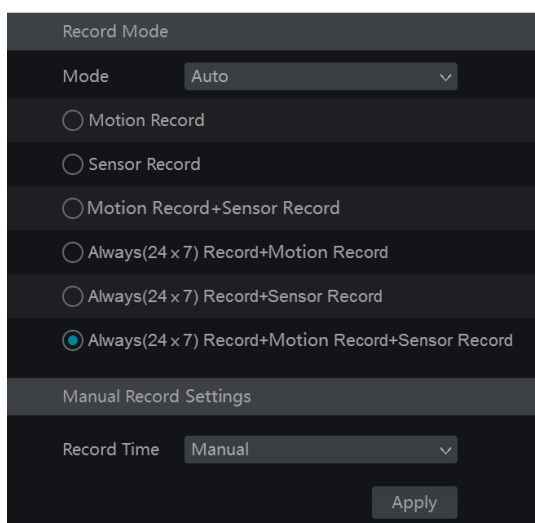 Record Mode
Mode Auto
Motion Record
Sensor Record
Motion Record+Sensor Record
Always(24 x 7) Record+Motion Record
Always(24 x 7) Record+Sensor Record
Always(24 x 7) Record+Motion Record+Sensor Record
Manual Record Settings
Record Time Manual
Apply